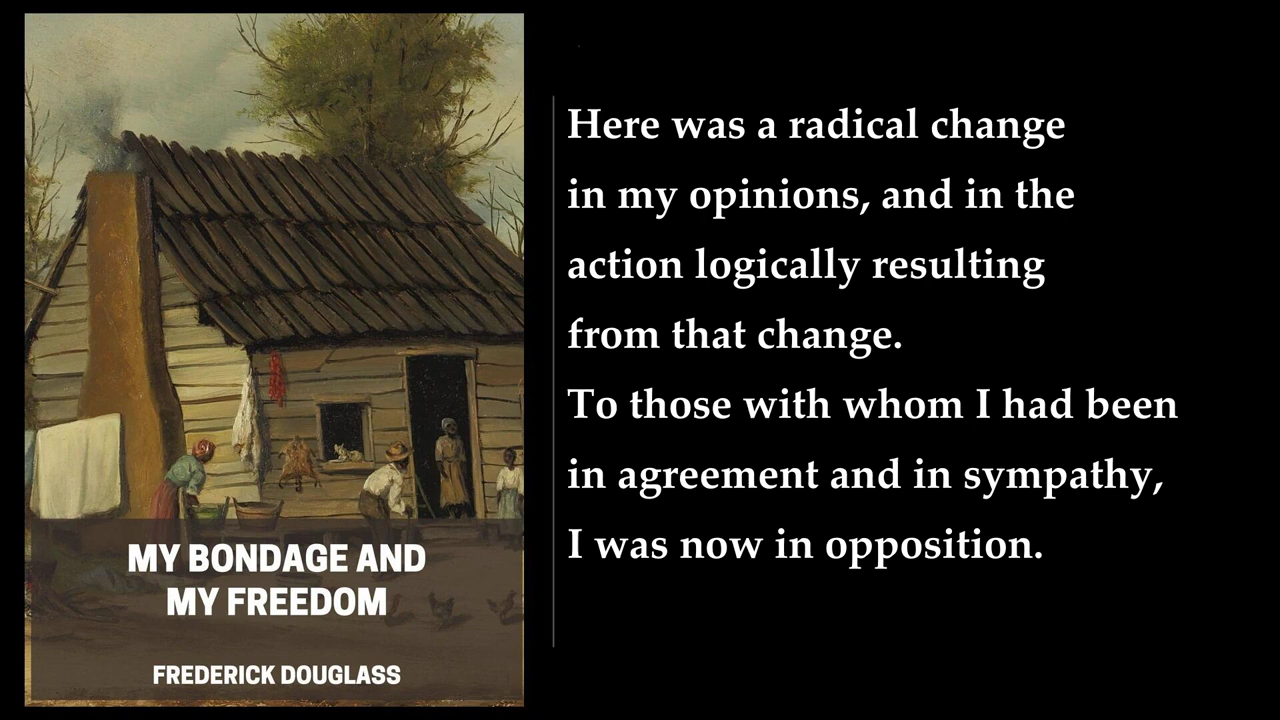 MY BONDAGE AND
MY FREEDOM
FREDERICK DOUGLASS
Here was a radical change
in my opinions, and in the
action logically resulting
from that change.
To those with whom I had been
in agreement and in sympathy,
I was now in opposition.